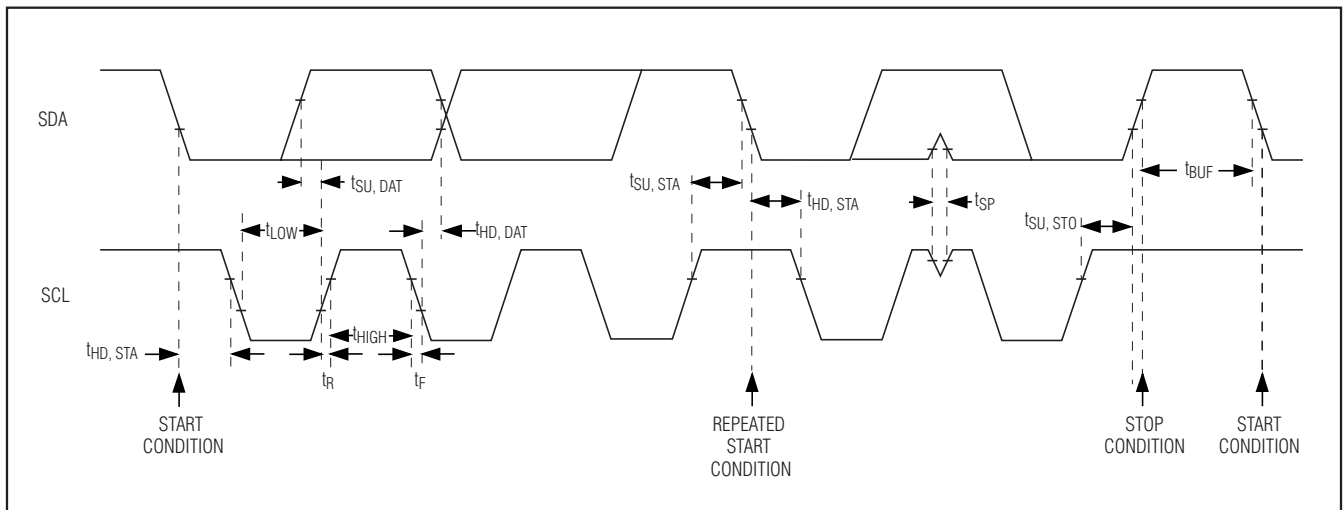 SDA
tSU, DAT
tSU, STA
tHD, STA
tSP
tBUF
tSU, STO
tLOW
tHD, DAT
SCL
tHIGH
tHD, STA
tR
tF
START
CONDITION
REPEATED
START
CONDITION
STOP
CONDITION
START
CONDITION